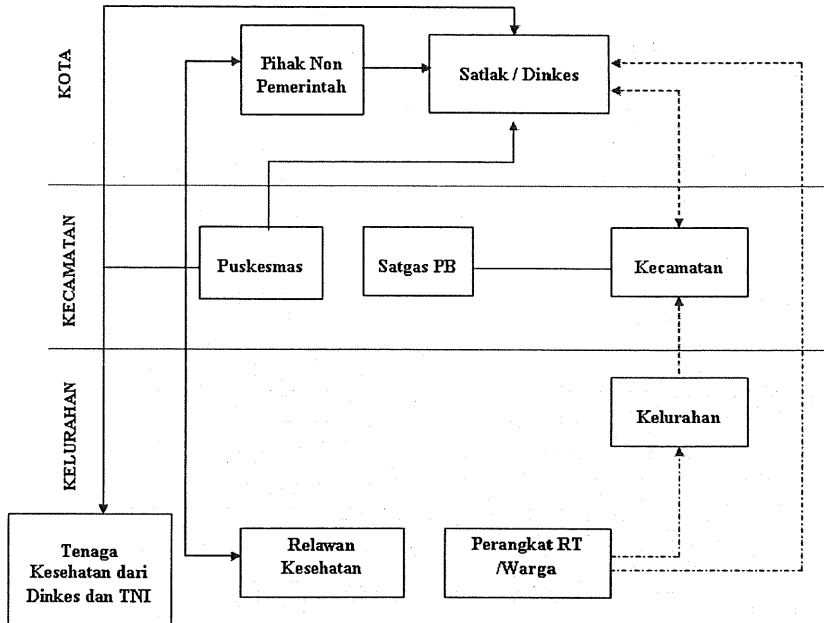 KOTA
Pihak Non
Pemerintah
Satlak / Dinkes
KECAMATAN
Puskesmas
Satgas PB
Kecamatan
KELURAHAN
Kelurahan
Tenaga
Kesehatan dari
Dinkes dan TNI
Relawan
Kesehatan
Perangkat RT
/Warga